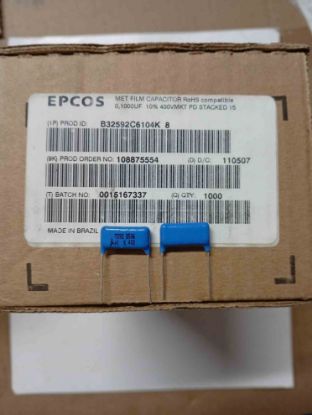 EPCOS
MET FILM CAPACITOR RoHS compatible
0,1000UF 10% 400VMKT PD STACKED 15
(1P) PROD ID: B32592C6104K 8
(9K) PROD ORDER NO: 108875554 (D) D/C: 110507
(T) BATCH NO: 0015167337 (Q) QTY: 1000
MADE IN BRAZIL